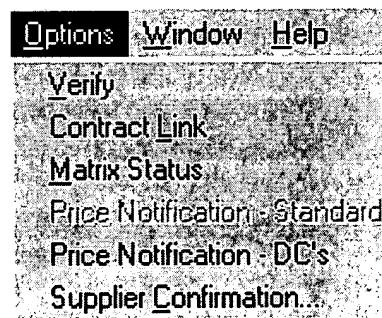 Options Window Help
Verify
Contract Link
Matrix Status
Price Notification - Standard
Price Notification - DC's
Supplier Confirmation...